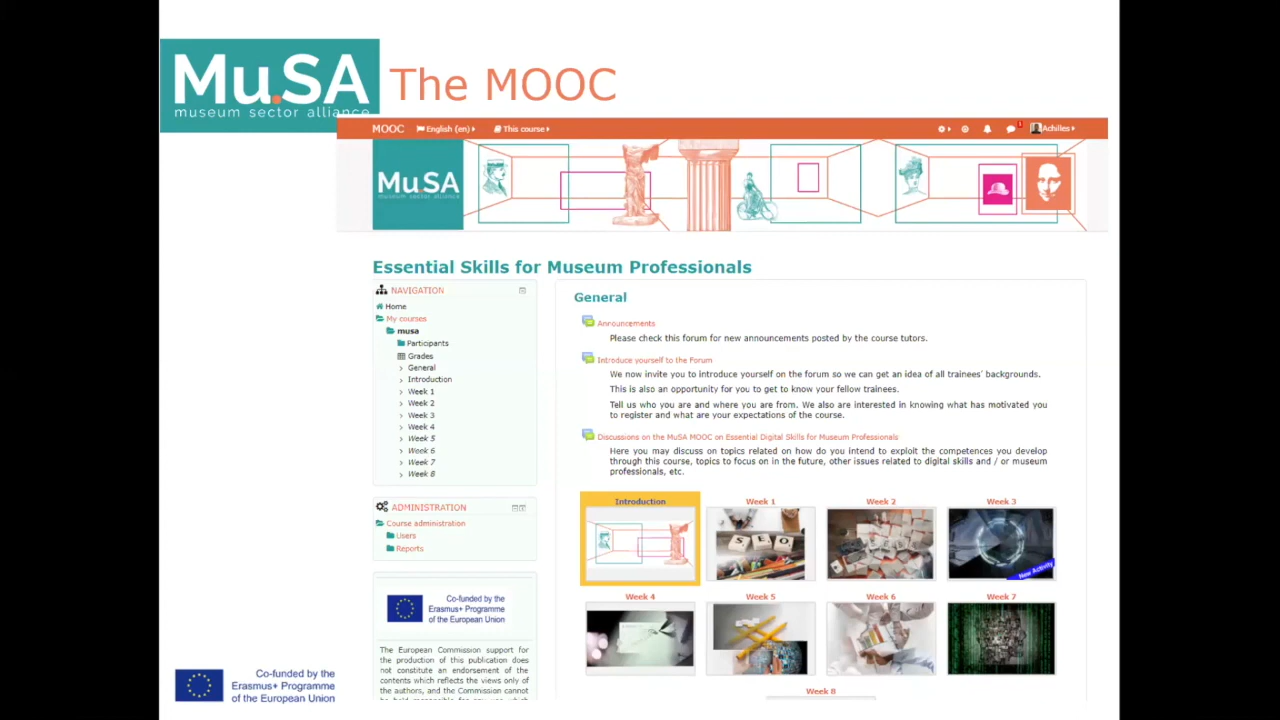 Mu.SA
museum sector alliance
The MOOC
MOOC English (en) This course Achilles
1
Mu.SA
museum sector alliance
Essential Skills for Museum Professionals
NAVIGATION
Home
My courses
musa
Participants
Grades
General
Introduction
Week 1
Week 2
Week 3
Week 4
Week 5
Week 6
Week 7
Week 8
ADMINISTRATION
Course administration
Users
Reports
Co-funded by the
Erasmus+ Programme
of the European Union
The European Commission support for
the production of this publication does
not constitute an endorsement of the
contents which reflects the views only of
the authors, and the Commission cannot
General
Announcements
Please check this forum for new announcements posted by the course tutors.
Introduce yourself to the Forum
We now invite you to introduce yourself on the forum so we can get an idea of all trainees' backgrounds.
This is also an opportunity for you to get to know your fellow trainees.
Tell us who you are and where you are from. We also are interested in knowing what has motivated you
to register and what are your expectations of the course.
Discussions on the MuSA MOOC on Essential Digital Skills for Museum Professionals
Here you may discuss on topics related on how do you intend to exploit the competences you develop
through this course, topics to focus on in the future, other issues related to digital skills and / or museum
professionals, etc.
Introduction
Week 1
Week 2
Week 3
SEO
New Activity
Week 4
Week 5
Week 6
Week 7
Week 8
Co-funded by the
Erasmus+ Programme
of the European Union